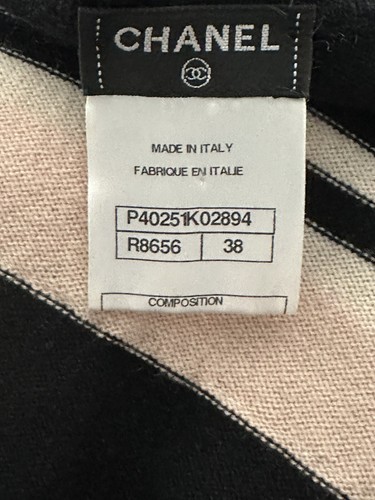 CHANEL
MADE IN ITALY
FABRIQUE EN ITALIE
P40251K02894
R8656 38
COMPOSITION